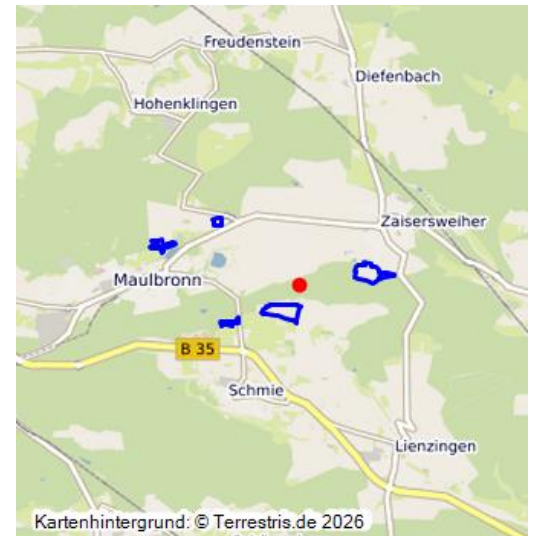 Freudenstein
Diefenbach
Hohenklingen
Zaisersweiher
Maulbronn
B 35
Schmie
Lienzingen
Kartenhintergrund: © Terrestris.de 2026